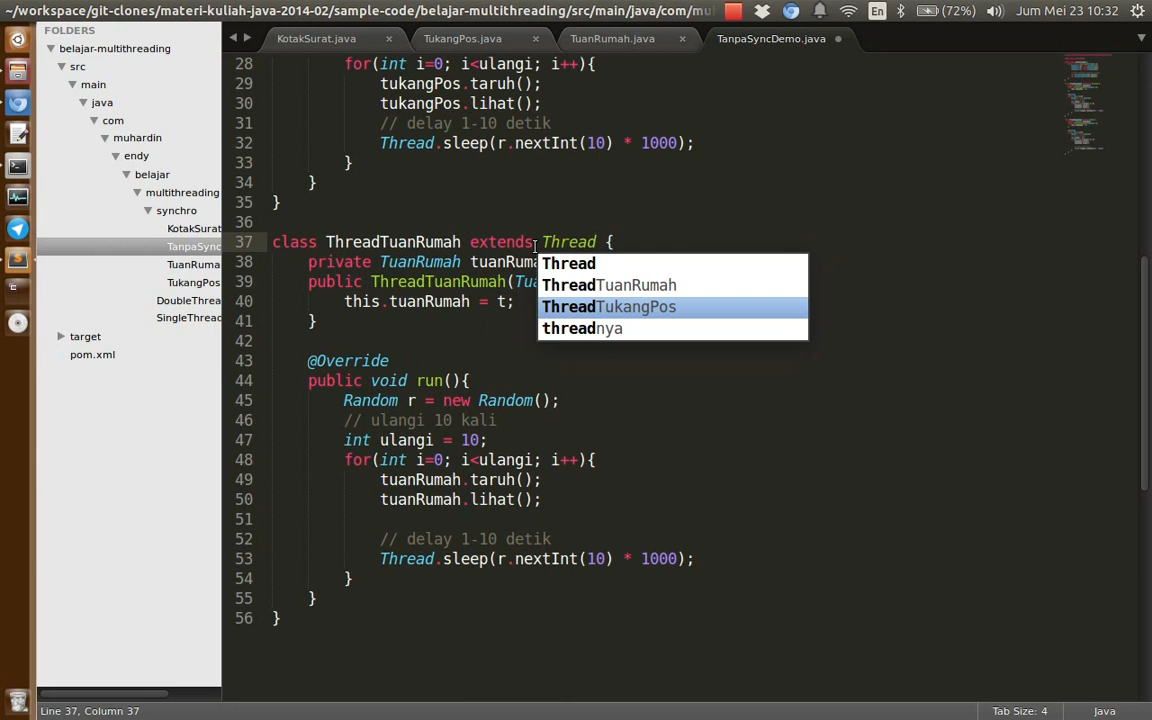 ~/workspace/git-clones/materi-kuliah-java-2014-02/sample-code/belajar-multithreading/src/main/java/com/mu
En
(72%)
Jum Mei 23 10:32
FOLDERS
belajar-multithreading
src
main
java
com
muhardin
endy
belajar
multithreading
synchro
KotakSurat
TanpaSync
TuanRuma
TukangPos
DoubleThrea
SingleThread
target
pom.xml
KotakSurat.java
TukangPos.java
TuanRumah.java
TanpaSyncDemo.java
28 for(int i=0; i<ulangi; i++){
29 tukangPos.taruh();
30 tukangPos.lihat();
31 // delay 1-10 detik
32 Thread.sleep(r.nextInt(10) * 1000);
33 }
34 }
35 }
36
37 class ThreadTuanRumah extends Thread {
38 private TuanRumah tuanRuma
39 public ThreadTuanRumah(Tua
40 this.tuanRumah = t;
41 }
42
43 @Override
44 public void run(){
45 Random r = new Random();
46 // ulangi 10 kali
47 int ulangi = 10;
48 for(int i=0; i<ulangi; i++){
49 tuanRumah.taruh();
50 tuanRumah.lihat();
51
52 // delay 1-10 detik
53 Thread.sleep(r.nextInt(10) * 1000);
54 }
55 }
56 }
Thread
ThreadTuanRumah
ThreadTukangPos
threadnya
Line 37, Column 37
Tab Size: 4
Java